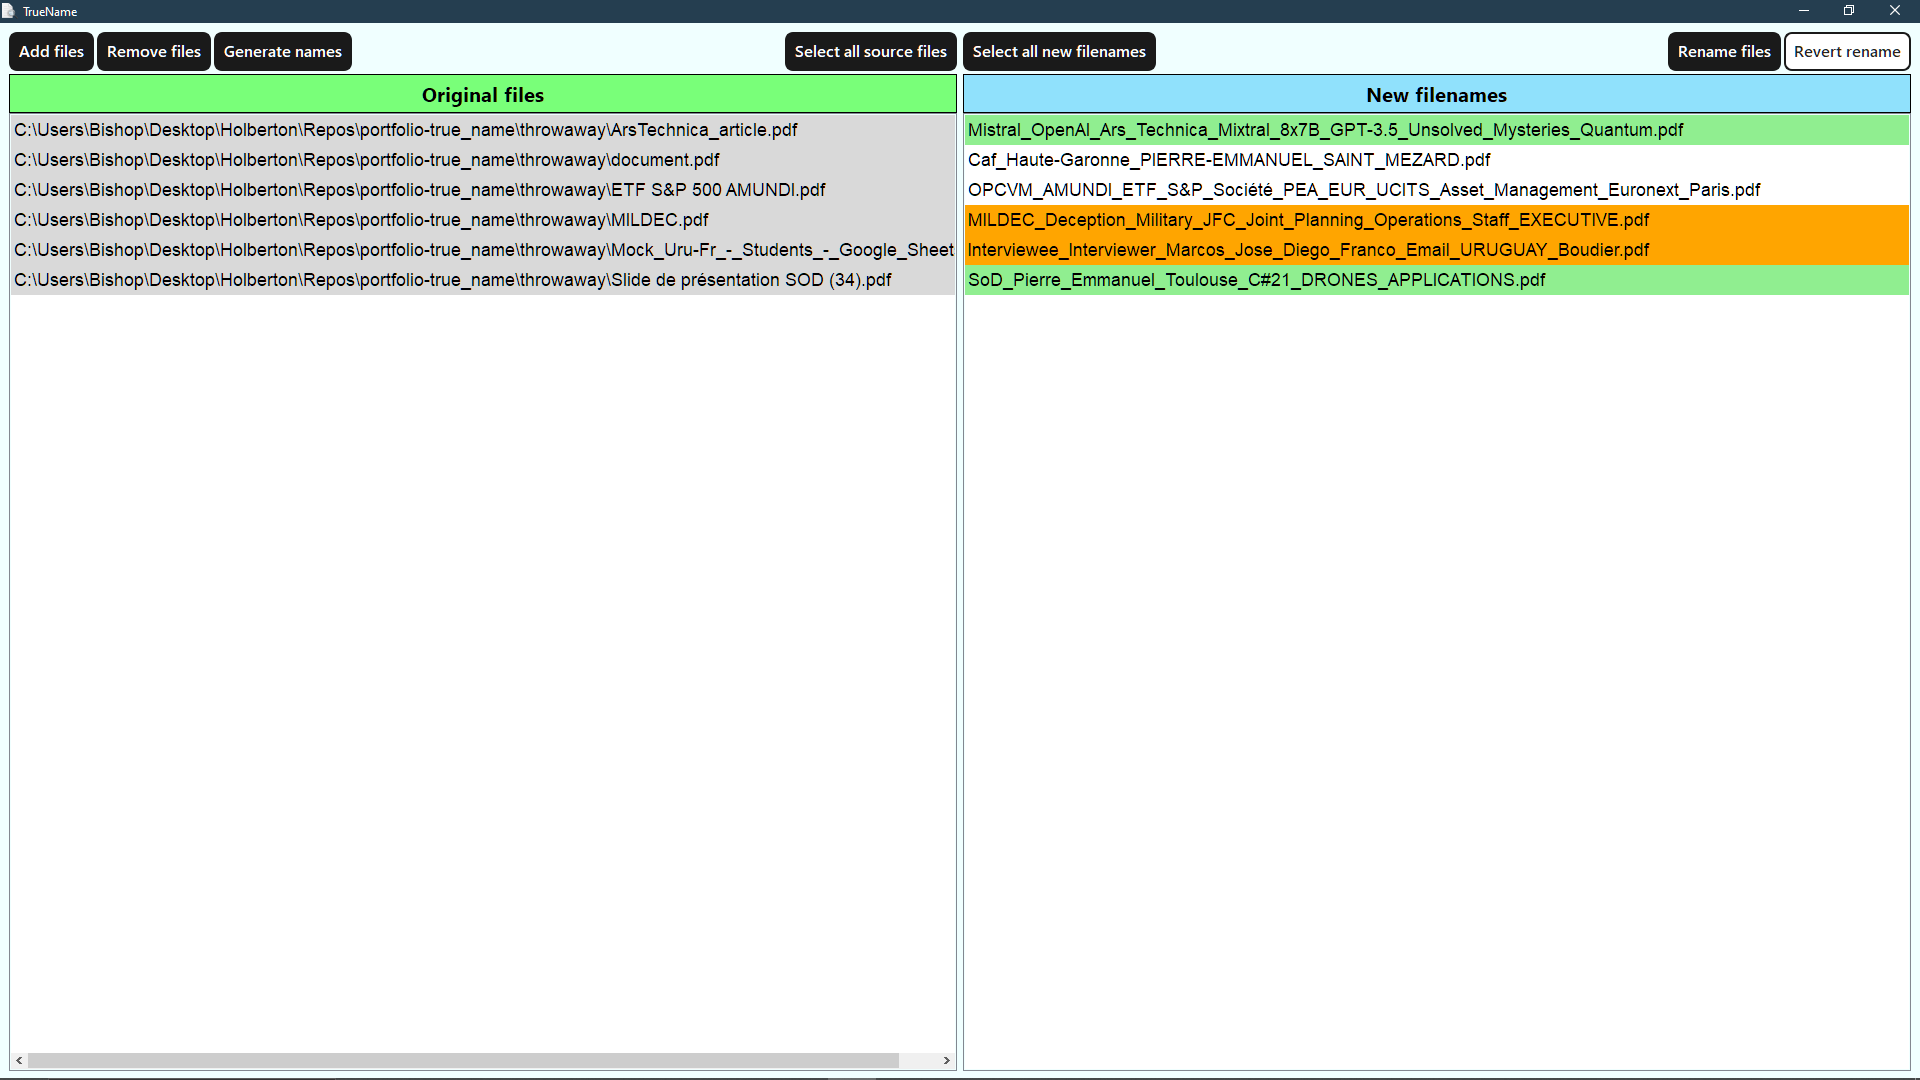 TrueName
Add files Remove files Generate names Select all source files Select all new filenames Rename files Revert rename
Original files
C:\Users\Bishop\Desktop\Holberton\Repos\portfolio-true_name\throwaway\ArsTechnica_article.pdf
C:\Users\Bishop\Desktop\Holberton\Repos\portfolio-true_name\throwaway\document.pdf
C:\Users\Bishop\Desktop\Holberton\Repos\portfolio-true_name\throwaway\ETF S&P 500 AMUNDI.pdf
C:\Users\Bishop\Desktop\Holberton\Repos\portfolio-true_name\throwaway\MILDEC.pdf
C:\Users\Bishop\Desktop\Holberton\Repos\portfolio-true_name\throwaway\Mock_Uru-Fr_-_Students_-_Google_Sheet
C:\Users\Bishop\Desktop\Holberton\Repos\portfolio-true_name\throwaway\Slide de présentation SOD (34).pdf
New filenames
Mistral_OpenAI_Ars_Technica_Mixtral_8x7B_GPT-3.5_Unsolved_Mysteries_Quantum.pdf
Caf_Haute-Garonne_PIERRE-EMMANUEL_SAINT_MEZARD.pdf
OPCVM_AMUNDI_ETF_S&P_Société_PEA_EUR_UCITS_Asset_Management_Euronext_Paris.pdf
MILDEC_Deception_Military_JFC_Joint_Planning_Operations_Staff_EXECUTIVE.pdf
Interviewee_Interviewer_Marcos_Jose_Diego_Franco_Email_URUGUAY_Boudier.pdf
SoD_Pierre_Emmanuel_Toulouse_C#21_DRONES_APPLICATIONS.pdf